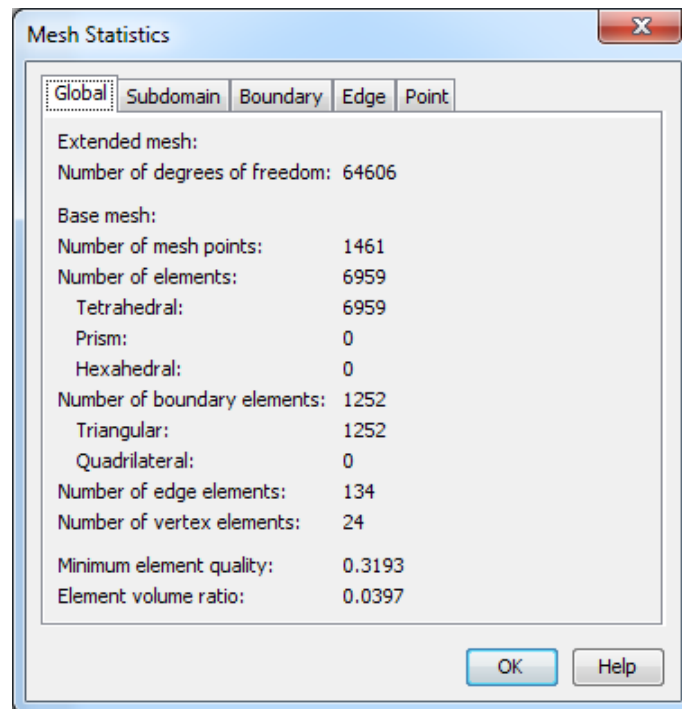 Mesh Statistics
Global Subdomain Boundary Edge Point
Extended mesh:
Number of degrees of freedom: 64606
Base mesh:
Number of mesh points: 1461
Number of elements: 6959
Tetrahedral: 6959
Prism: 0
Hexahedral: 0
Number of boundary elements: 1252
Triangular: 1252
Quadrilateral: 0
Number of edge elements: 134
Number of vertex elements: 24
Minimum element quality: 0.3193
Element volume ratio: 0.0397
OK Help